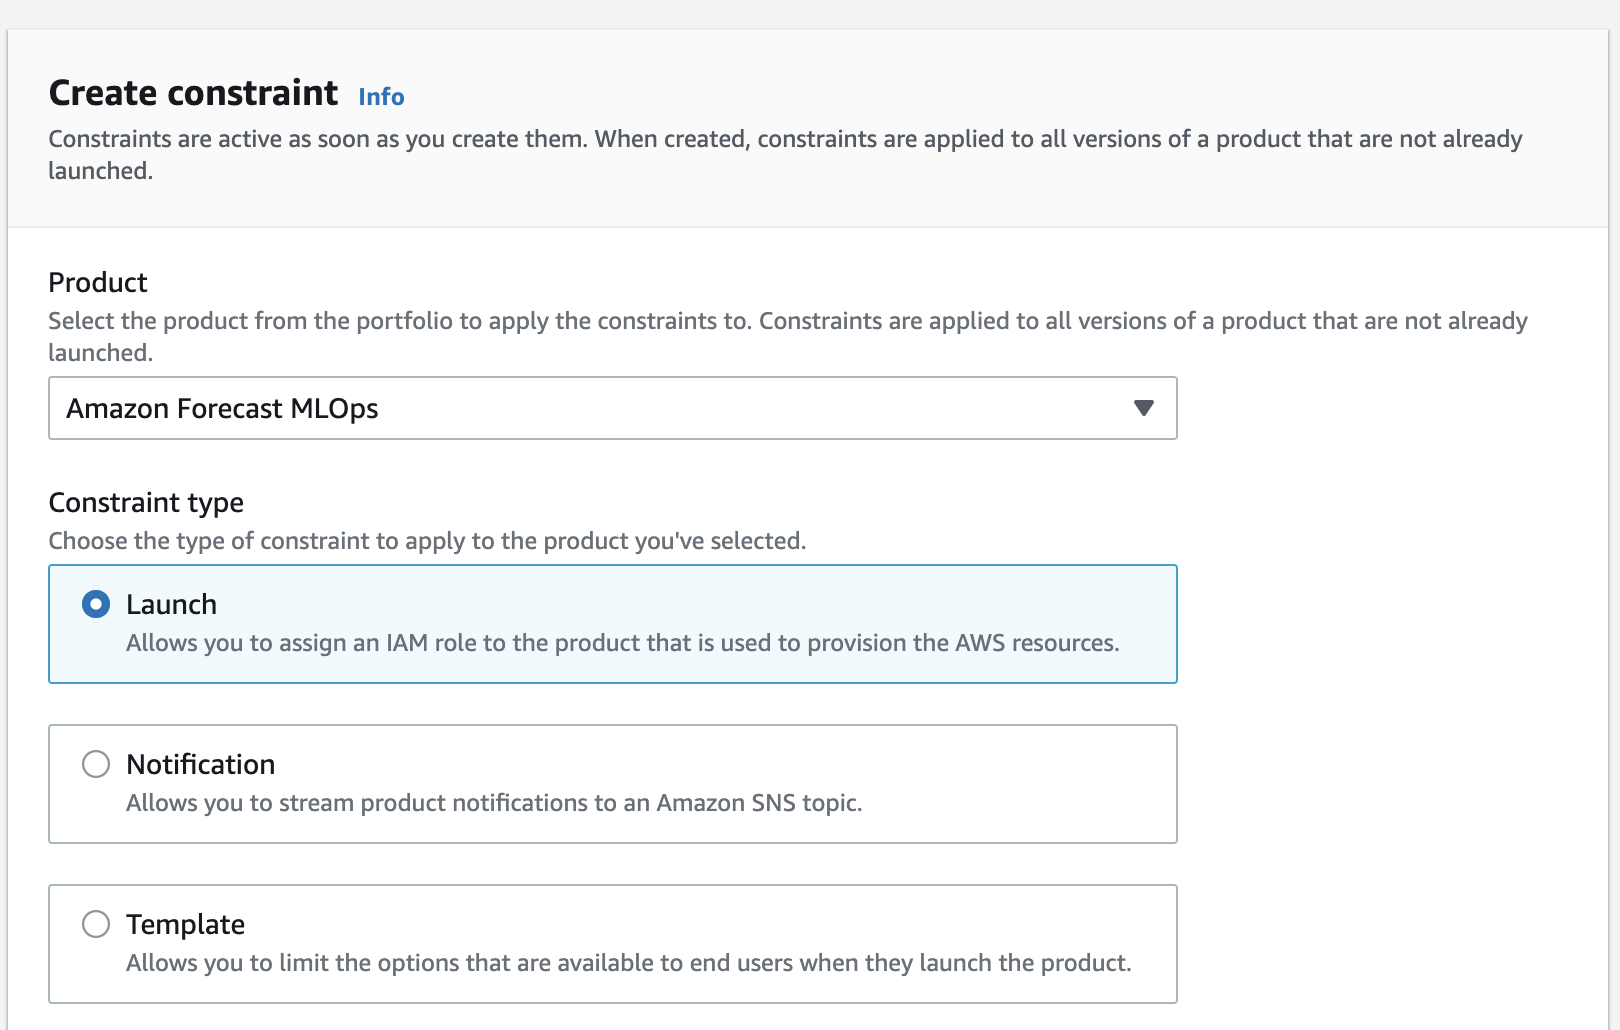 Create constraint Info
Constraints are active as soon as you create them. When created, constraints are applied to all versions of a product that are not already
launched.
Product
Select the product from the portfolio to apply the constraints to. Constraints are applied to all versions of a product that are not already
launched.
Amazon Forecast MLOps
Constraint type
Choose the type of constraint to apply to the product you've selected.
Launch
Allows you to assign an IAM role to the product that is used to provision the AWS resources.
Notification
Allows you to stream product notifications to an Amazon SNS topic.
Template
Allows you to limit the options that are available to end users when they launch the product.